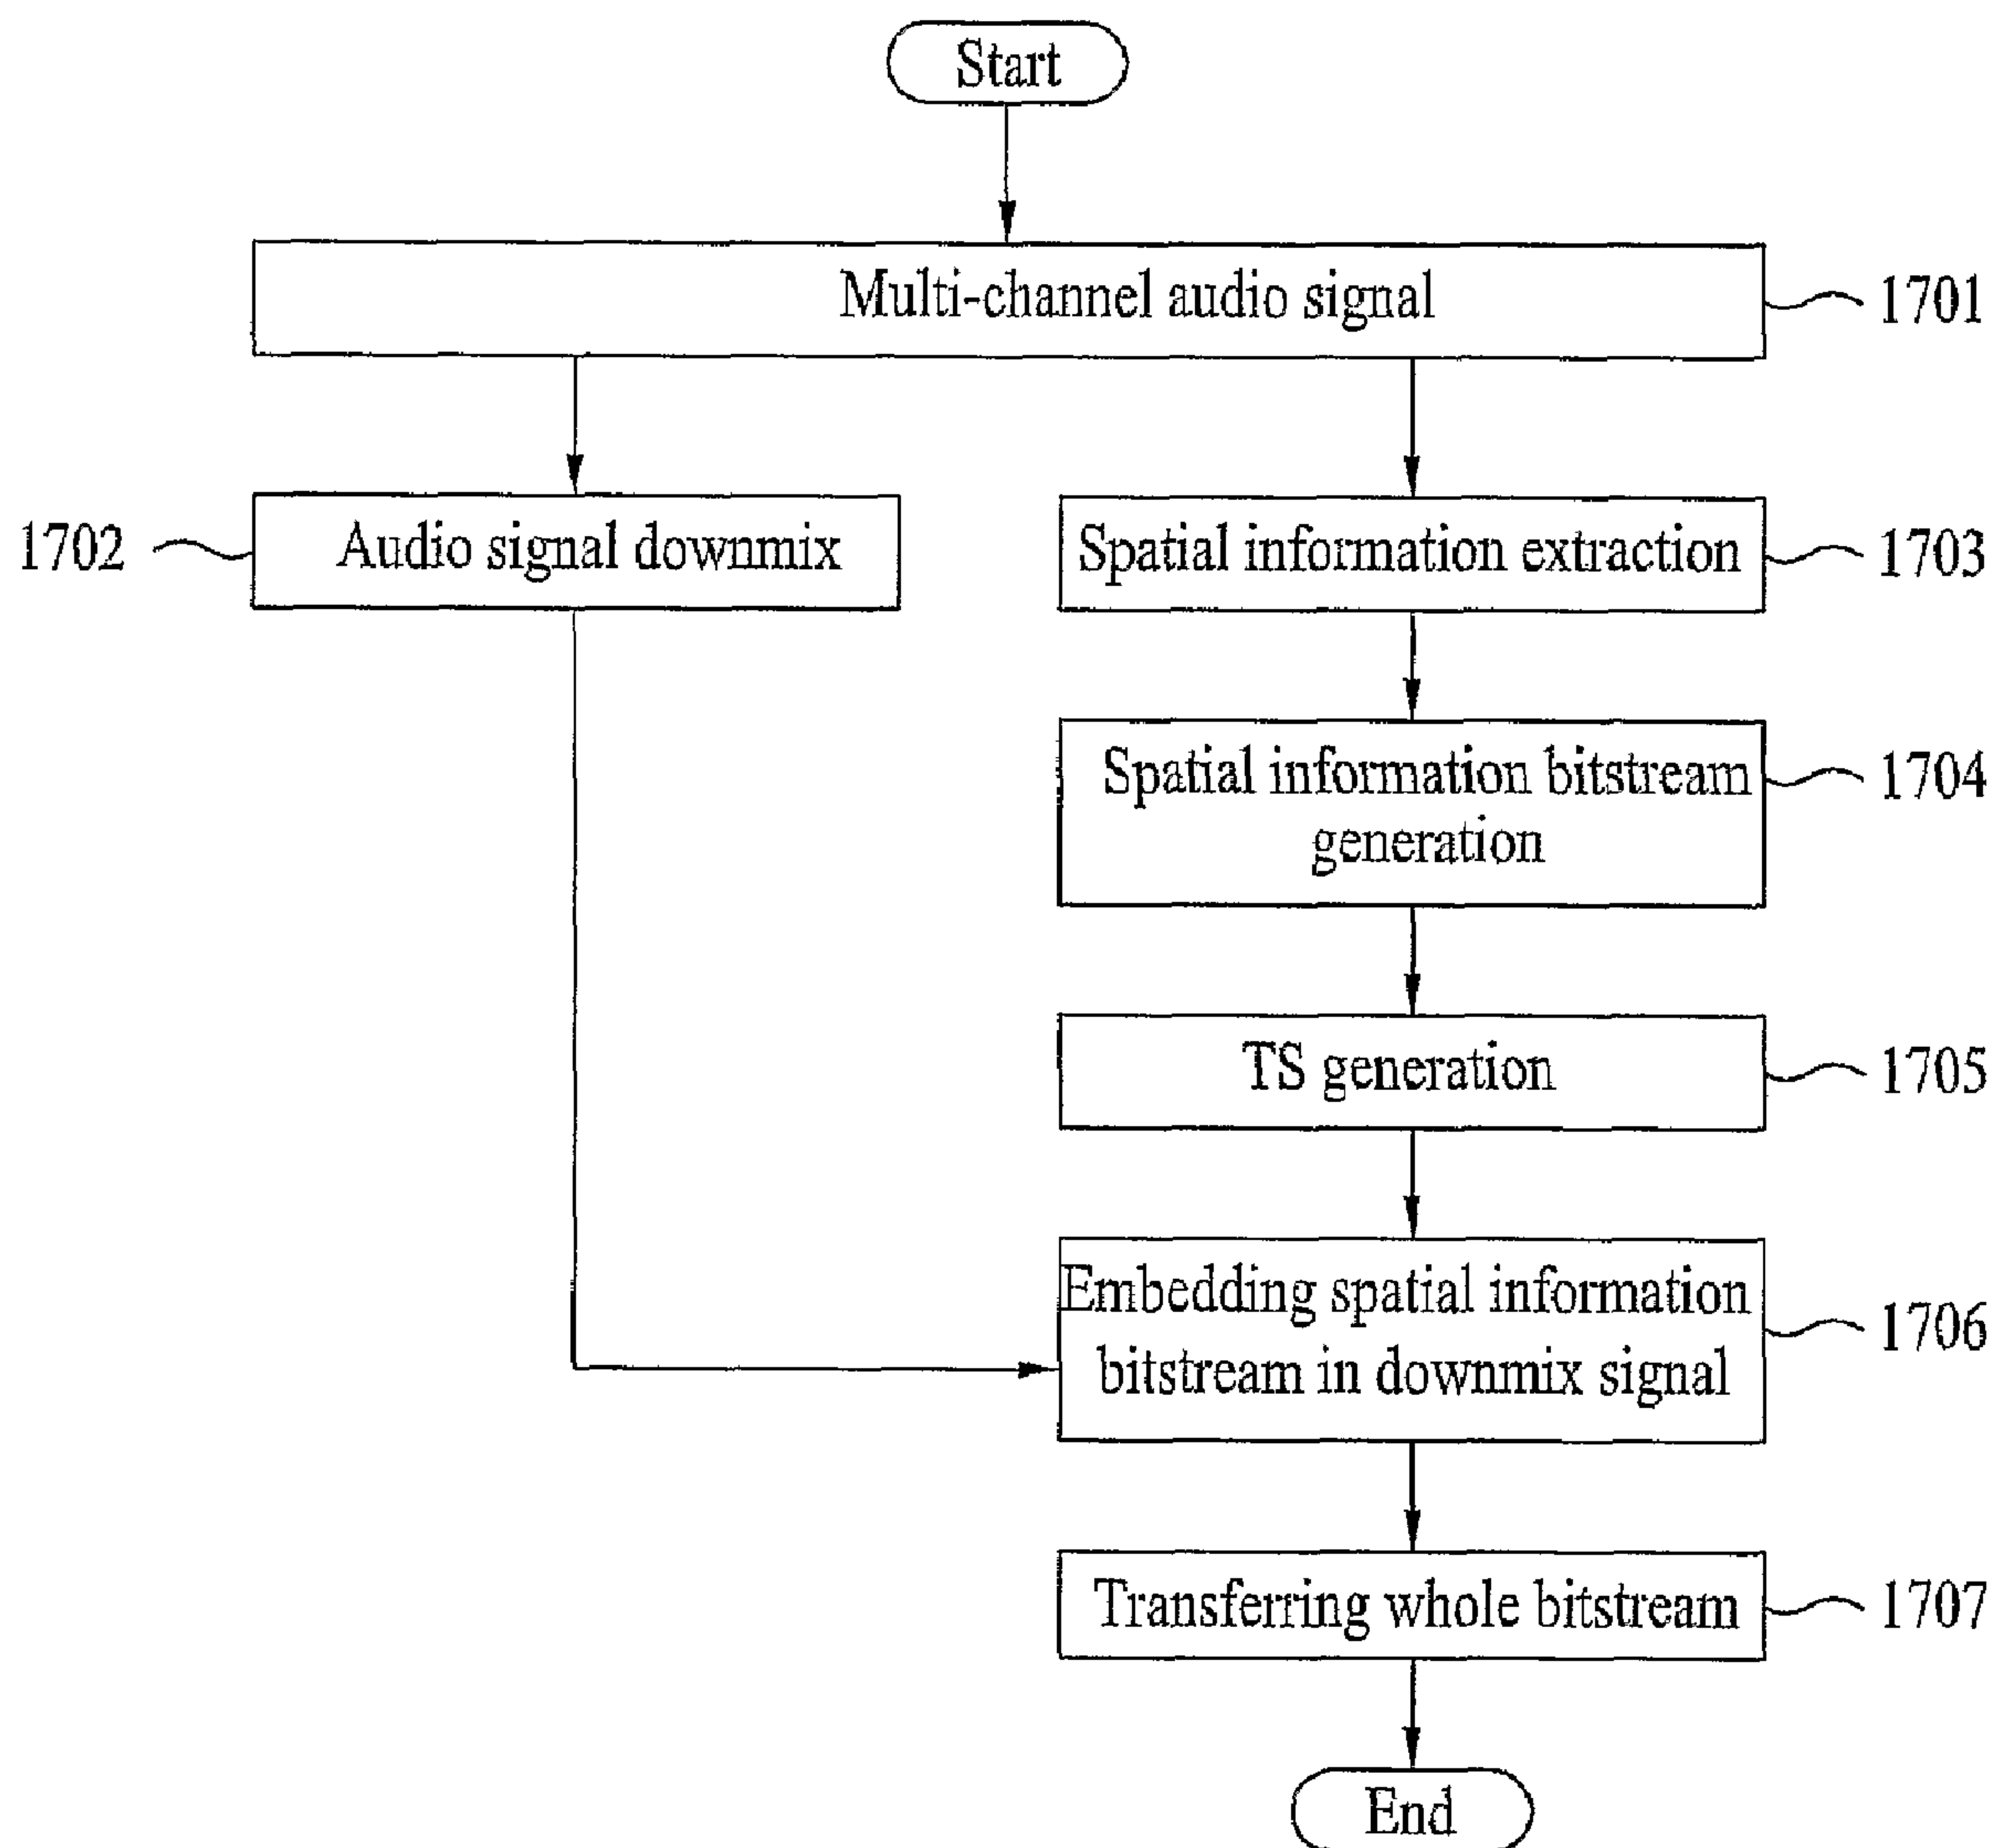 Start
Multi-channel audio signal
1701
1702
Audio signal downmix
Spatial information extraction
1703
Spatial information bitstream
generation
1704
TS generation
1705
Embedding spatial information
bitstream in downmix signal
1706
Transferring whole bitstream
1707
End